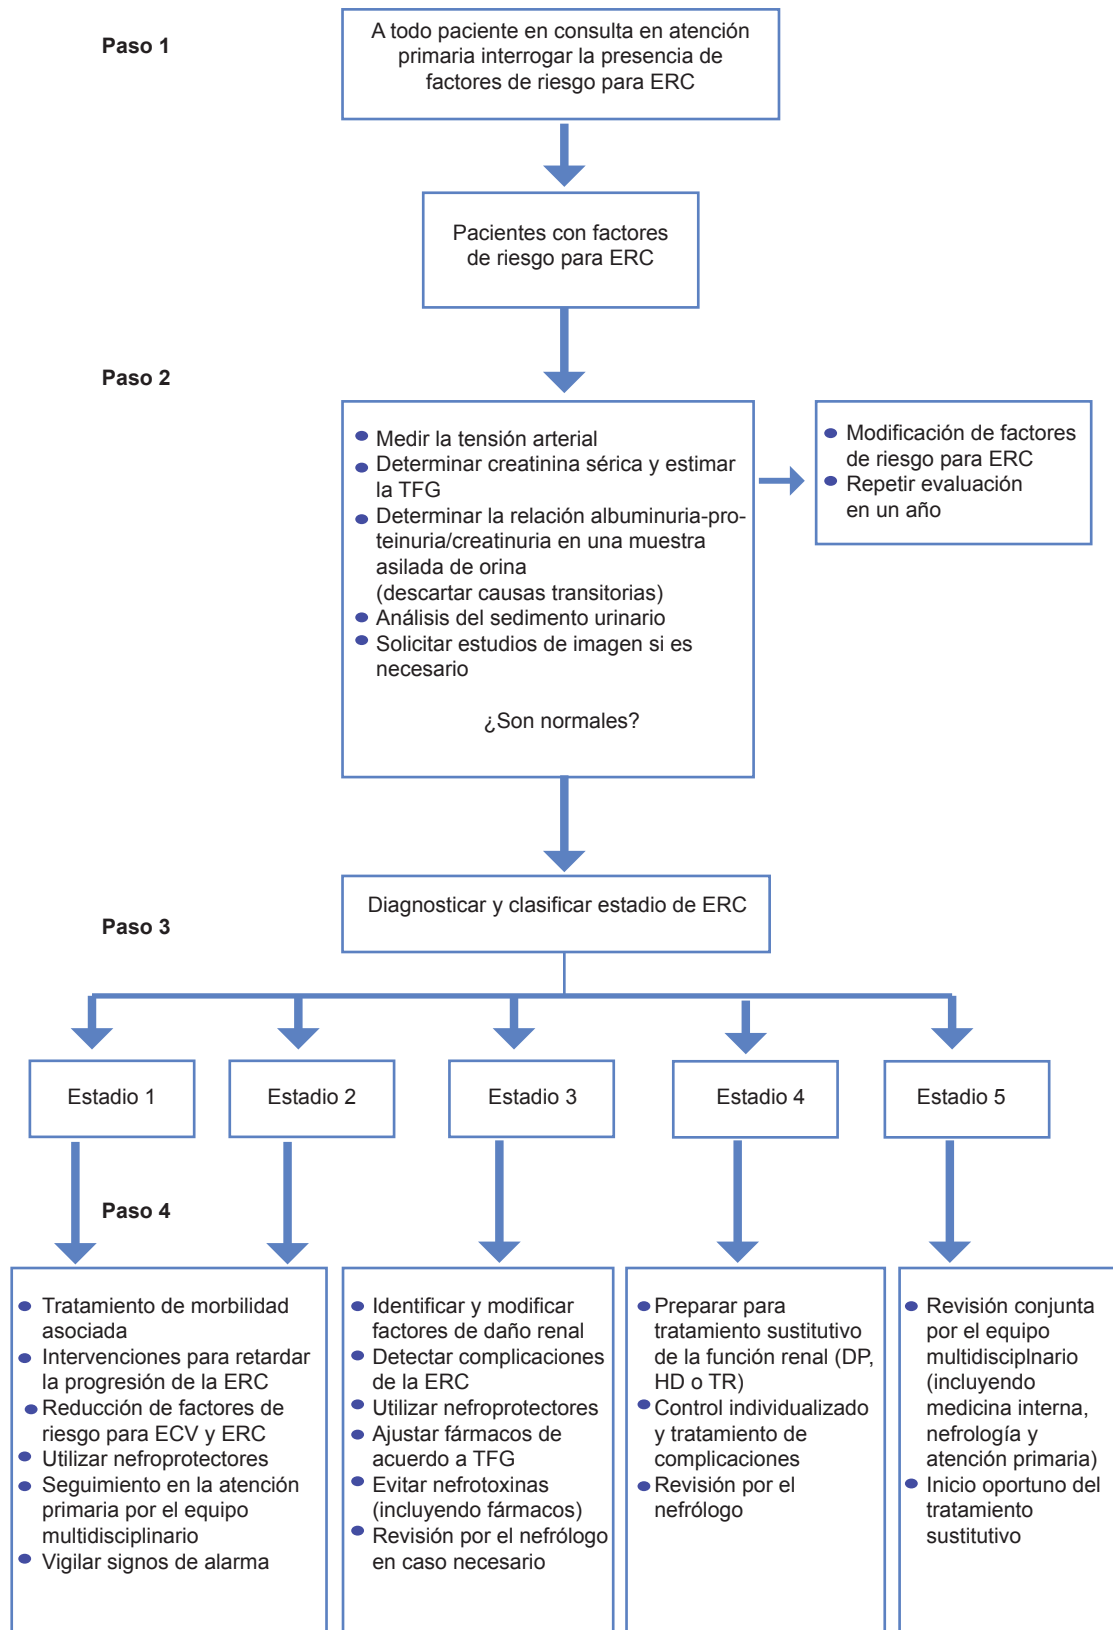 Paso 1
A todo paciente en consulta en atención
primaria interrogar la presencia de
factores de riesgo para ERC
Pacientes con factores
de riesgo para ERC
Paso 2
Medir la tensión arterial
Determinar creatinina sérica y estimar
la TFG
Determinar la relación albuminuria-pro-
teinuria/creatinuria en una muestra
asilada de orina
(descartar causas transitorias)
Análisis del sedimento urinario
Solicitar estudios de imagen si es
necesario
¿Son normales?
Modificación de factores
de riesgo para ERC
Repetir evaluación
en un año
Paso 3
Diagnosticar y clasificar estadio de ERC
Estadio 1
Estadio 2
Estadio 3
Estadio 4
Estadio 5
Paso 4
Tratamiento de morbilidad
asociada
Intervenciones para retardar
la progresión de la ERC
Reducción de factores de
riesgo para ECV y ERC
Utilizar nefroprotectores
Seguimiento en la atención
primaria por el equipo
multidisciplinario
Vigilar signos de alarma
Identificar y modificar
factores de daño renal
Detectar complicaciones
de la ERC
Utilizar nefroprotectores
Ajustar fármacos de
acuerdo a TFG
Evitar nefrotoxinas
(incluyendo fármacos)
Revisión por el nefrólogo
en caso necesario
Preparar para
tratamiento sustitutivo
de la función renal (DP,
HD o TR)
Control individualizado
y tratamiento de
complicaciones
Revisión por el
nefrólogo
Revisión conjunta
por el equipo
multidisciplnario
(incluyendo
medicina interna,
nefrología y
atención primaria)
Inicio oportuno del
tratamiento
sustitutivo